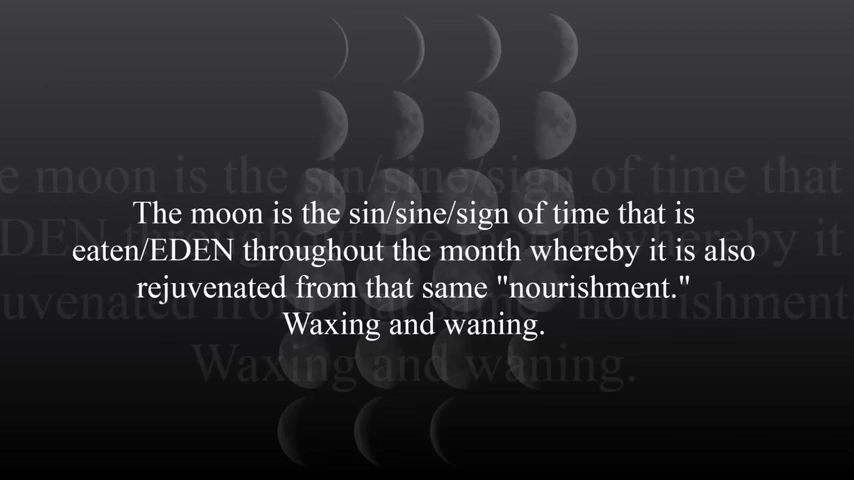 The moon is the sin/sine/sign of time that is
eaten/EDEN throughout the month whereby it is also
rejuvenated from that same "nourishment."
Waxing and waning.